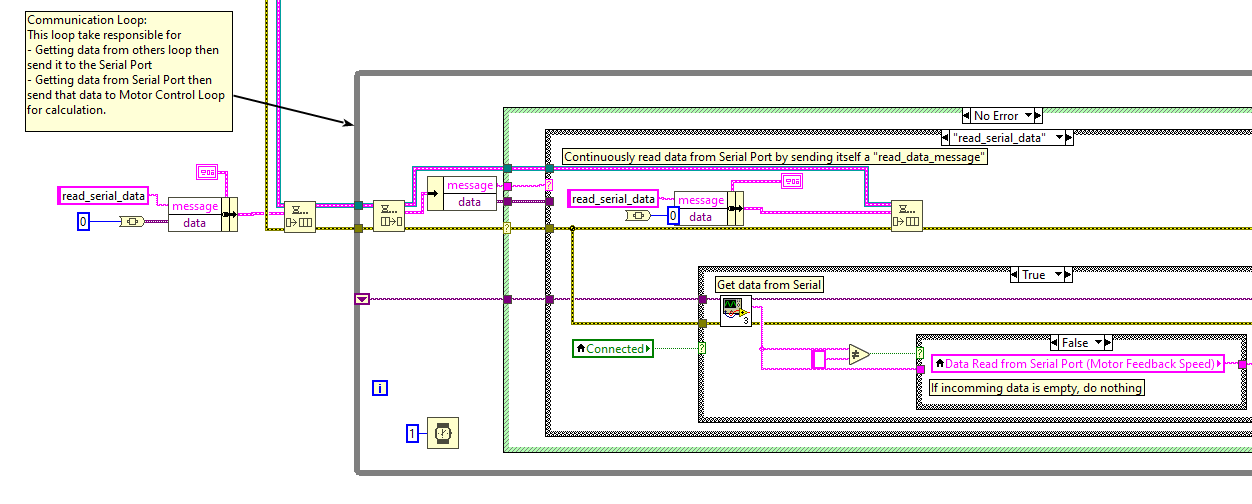 Communication Loop:
This loop take responsible for
- Getting data from others loop then
send it to the Serial Port
- Getting data from Serial Port then
send that data to Motor Control Loop
for calculation.
No Error
"read_serial_data"
Continuously read data from Serial Port by sending itself a "read_data_message"
read_serial_data
message
data
0
message
data
read_serial_data
message
data
0
True
Get data from Serial
3
Connected
False
Data Read from Serial Port (Motor Feedback Speed)
If incomming data is empty, do nothing
i
1